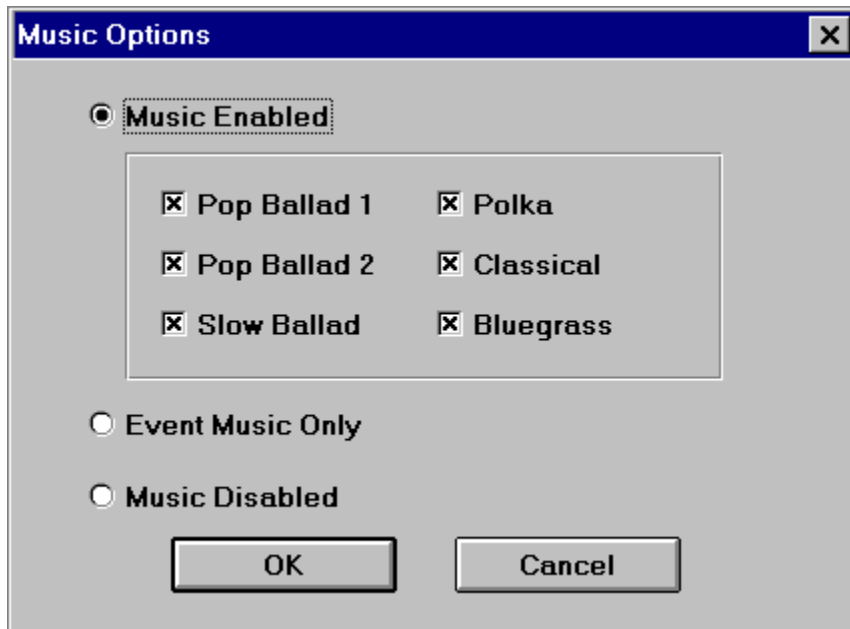 Music Options
Music Enabled
Pop Ballad 1
Polka
Pop Ballad 2
Classical
Slow Ballad
Bluegrass
Event Music Only
Music Disabled
OK
Cancel